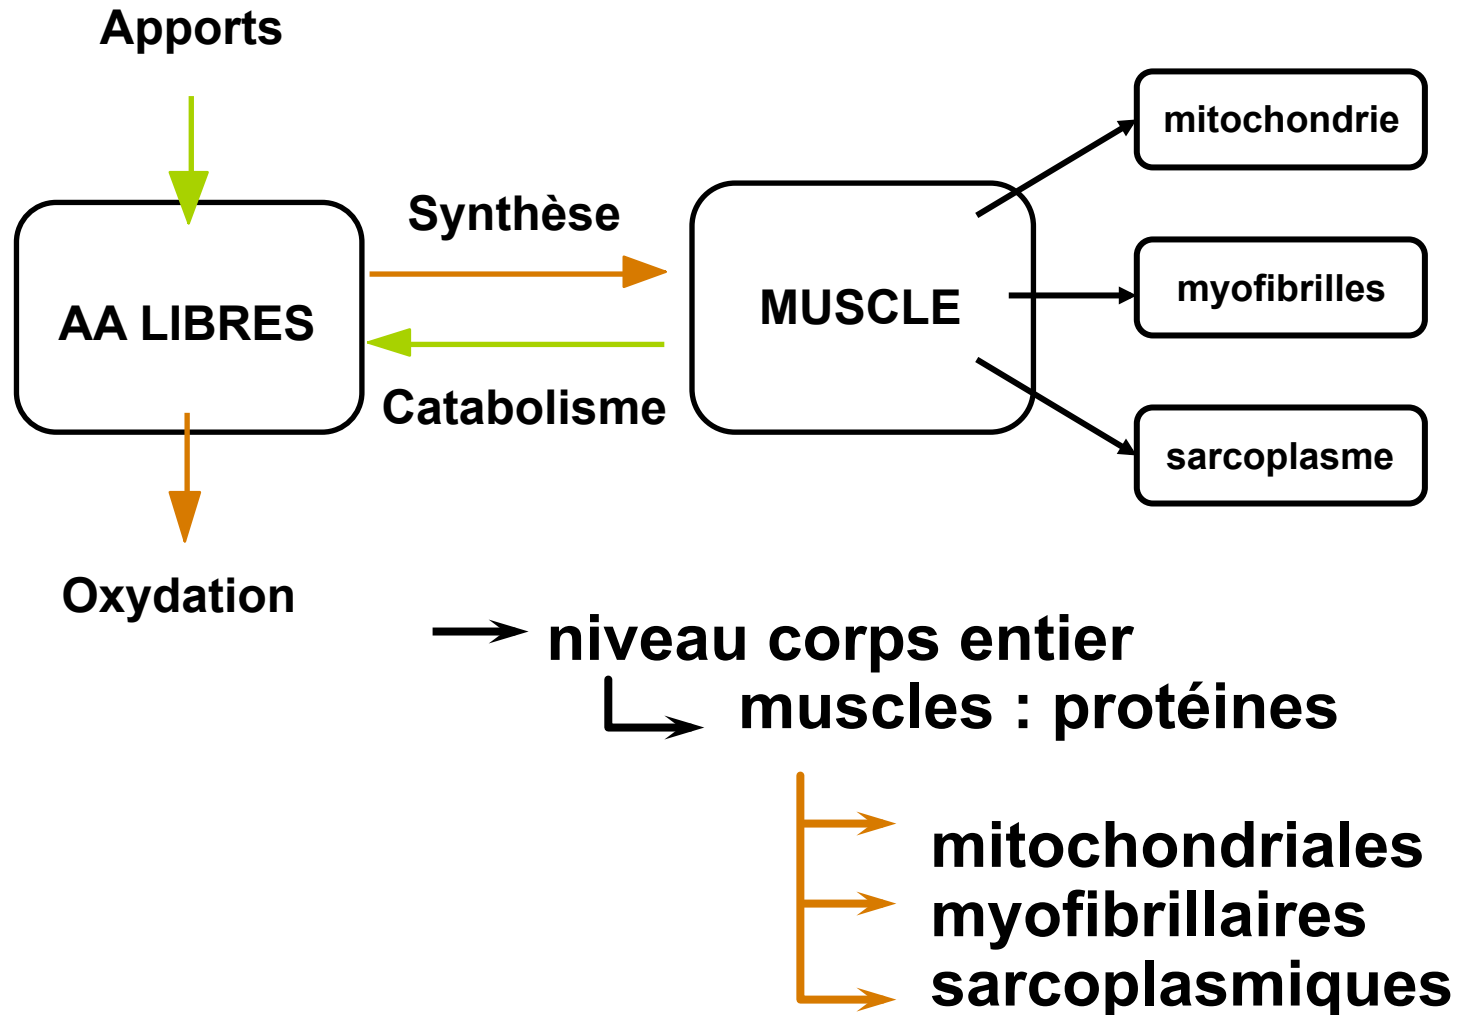 Apports
mitochondrie
Synthèse
AA LIBRES
MUSCLE
myofibrilles
Catabolisme
sarcoplasme
Oxydation
niveau corps entier
muscles : protéines
mitochondriales
myofibrillaires
sarcoplasmiques